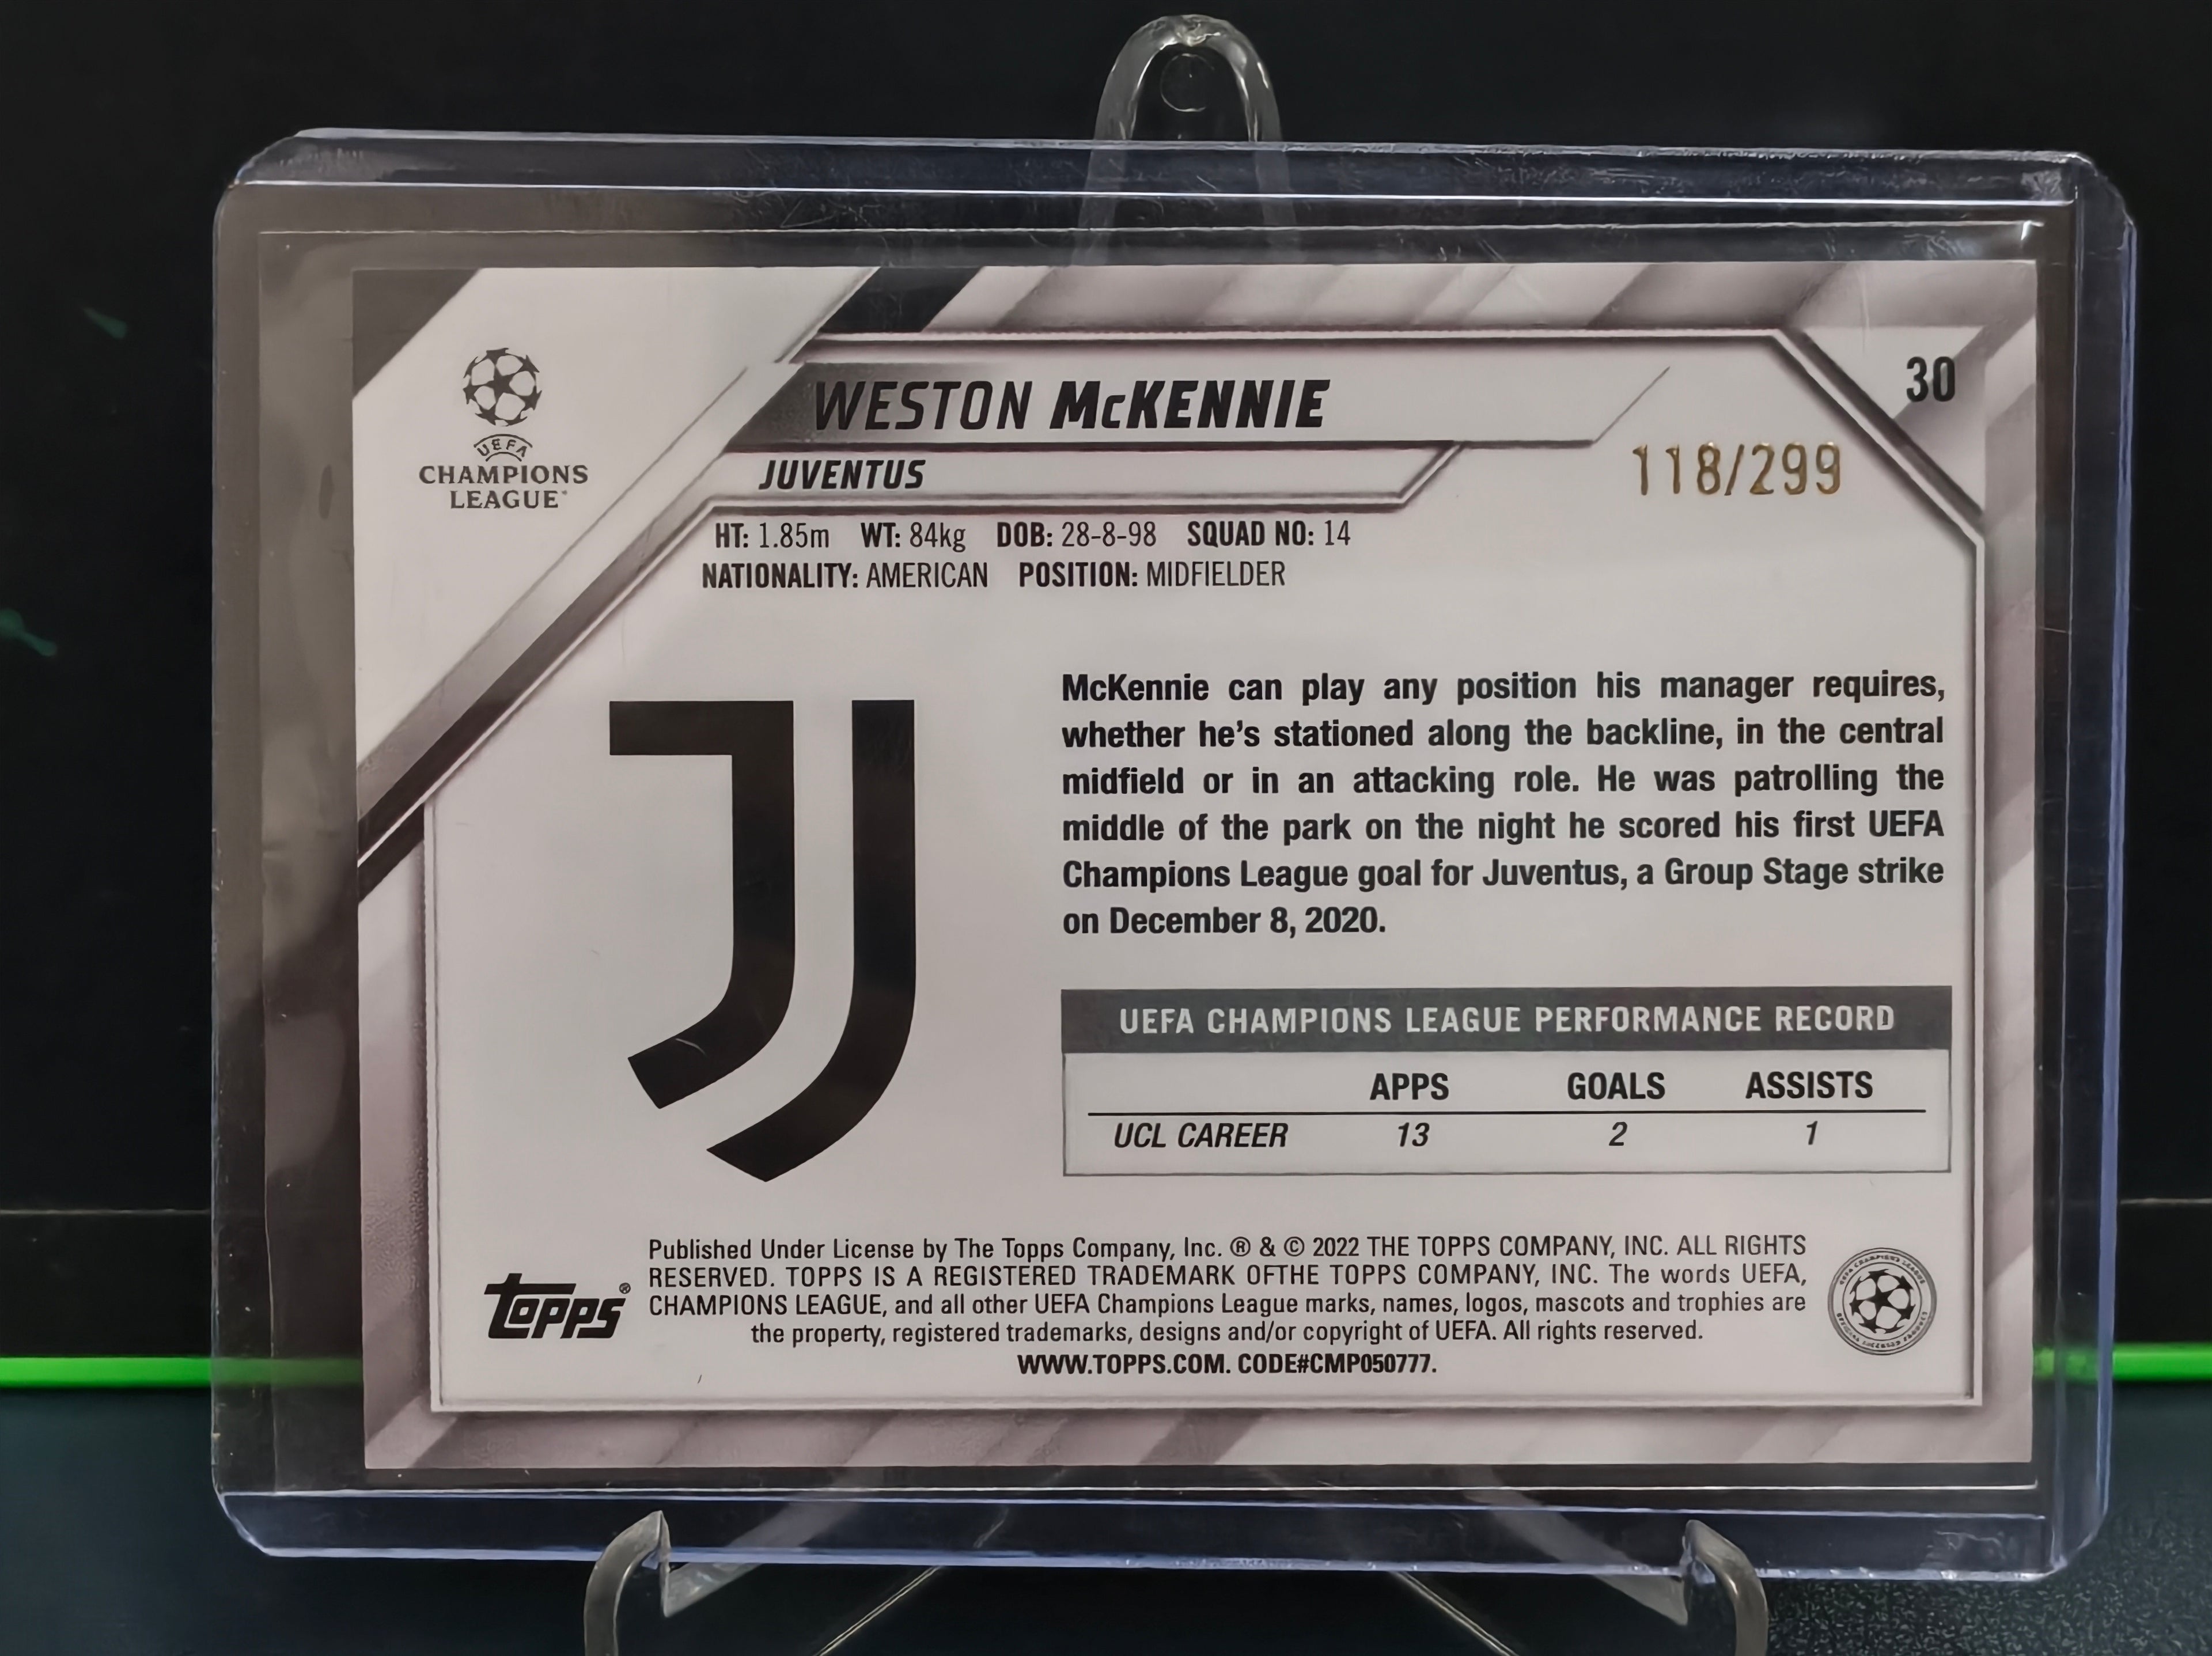 30
UEFA
CHAMPIONS
LEAGUE
WESTON McKENNIE
118/299
JUVENTUS
HT: 1.85m WT: 84kg DOB: 28-8-98 SQUAD NO: 14
NATIONALITY: AMERICAN POSITION: MIDFIELDER
McKennie can play any position his manager requires,
whether he's stationed along the backline, in the central
midfield or in an attacking role. He was patrolling the
middle of the park on the night he scored his first UEFA
Champions League goal for Juventus, a Group Stage strike
on December 8, 2020.
UEFA CHAMPIONS LEAGUE PERFORMANCE RECORD
APPS GOALS ASSISTS
UCL CAREER 13 2 1
topps®
Published Under License by The Topps Company, Inc. ® & © 2022 THE TOPPS COMPANY, INC. ALL RIGHTS
RESERVED. TOPPS IS A REGISTERED TRADEMARK OFTHE TOPPS COMPANY, INC. The words UEFA,
CHAMPIONS LEAGUE, and all other UEFA Champions League marks, names, logos, mascots and trophies are
the property, registered trademarks, designs and/or copyright of UEFA. All rights reserved.
WWW.TOPPS.COM. CODE#CMP050777.
UEFA CHAMPIONS LEAGUE
OFFICIAL LICENSED PRODUCT